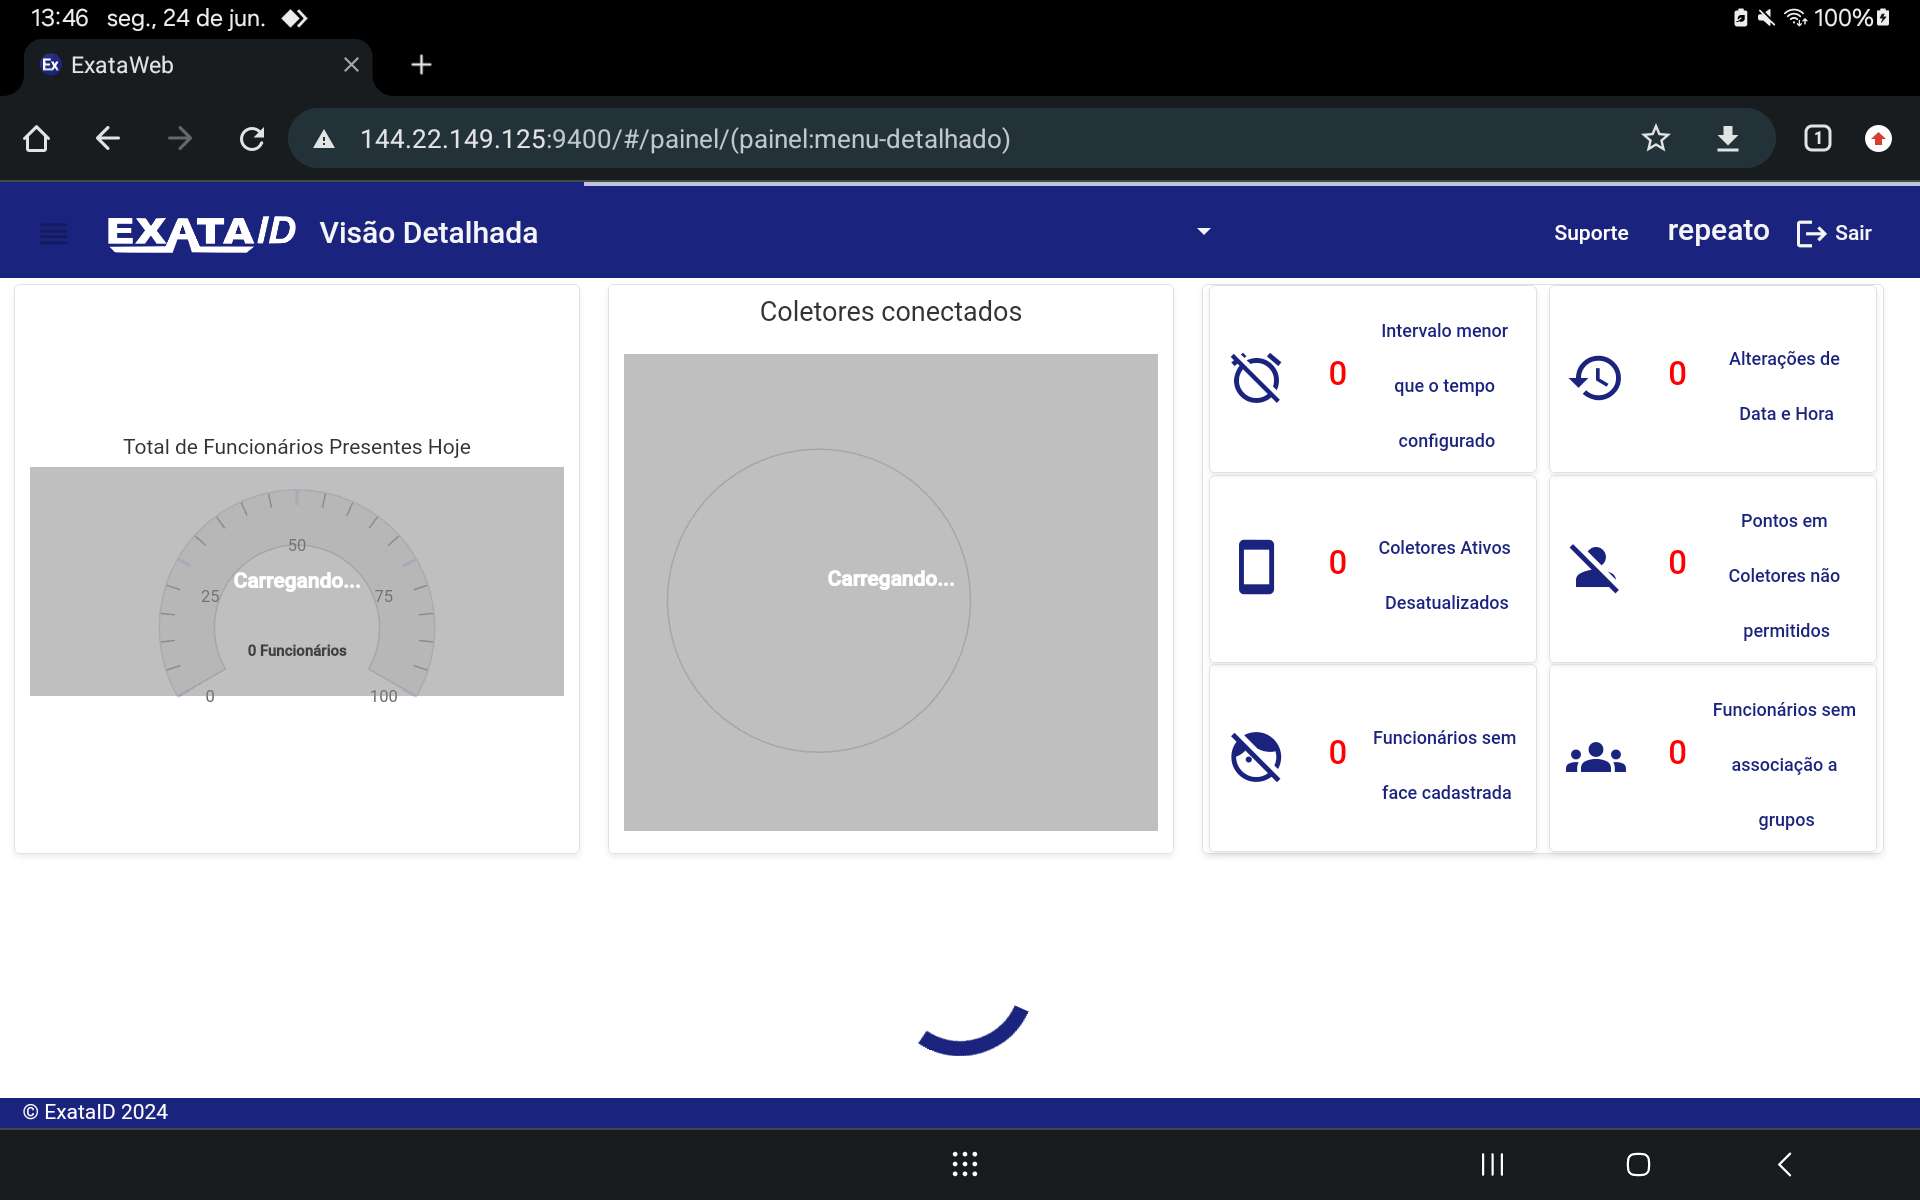 13:46 seg., 24 de jun. 100%
Ex ExataWeb
144.22.149.125:9400/#/painel/(painel:menu-detalhado) 1
EXATAID Visão Detalhada Suporte repeato Sair
Total de Funcionários Presentes Hoje
50
Carregando...
25 75
0 Funcionários
0 100
Coletores conectados
Carregando...
0 Intervalo menor
que o tempo
configurado
0 Alterações de
Data e Hora
0 Coletores Ativos
Desatualizados
0 Pontos em
Coletores não
permitidos
0 Funcionários sem
face cadastrada
0 Funcionários sem
associação a
grupos
© ExataID 2024